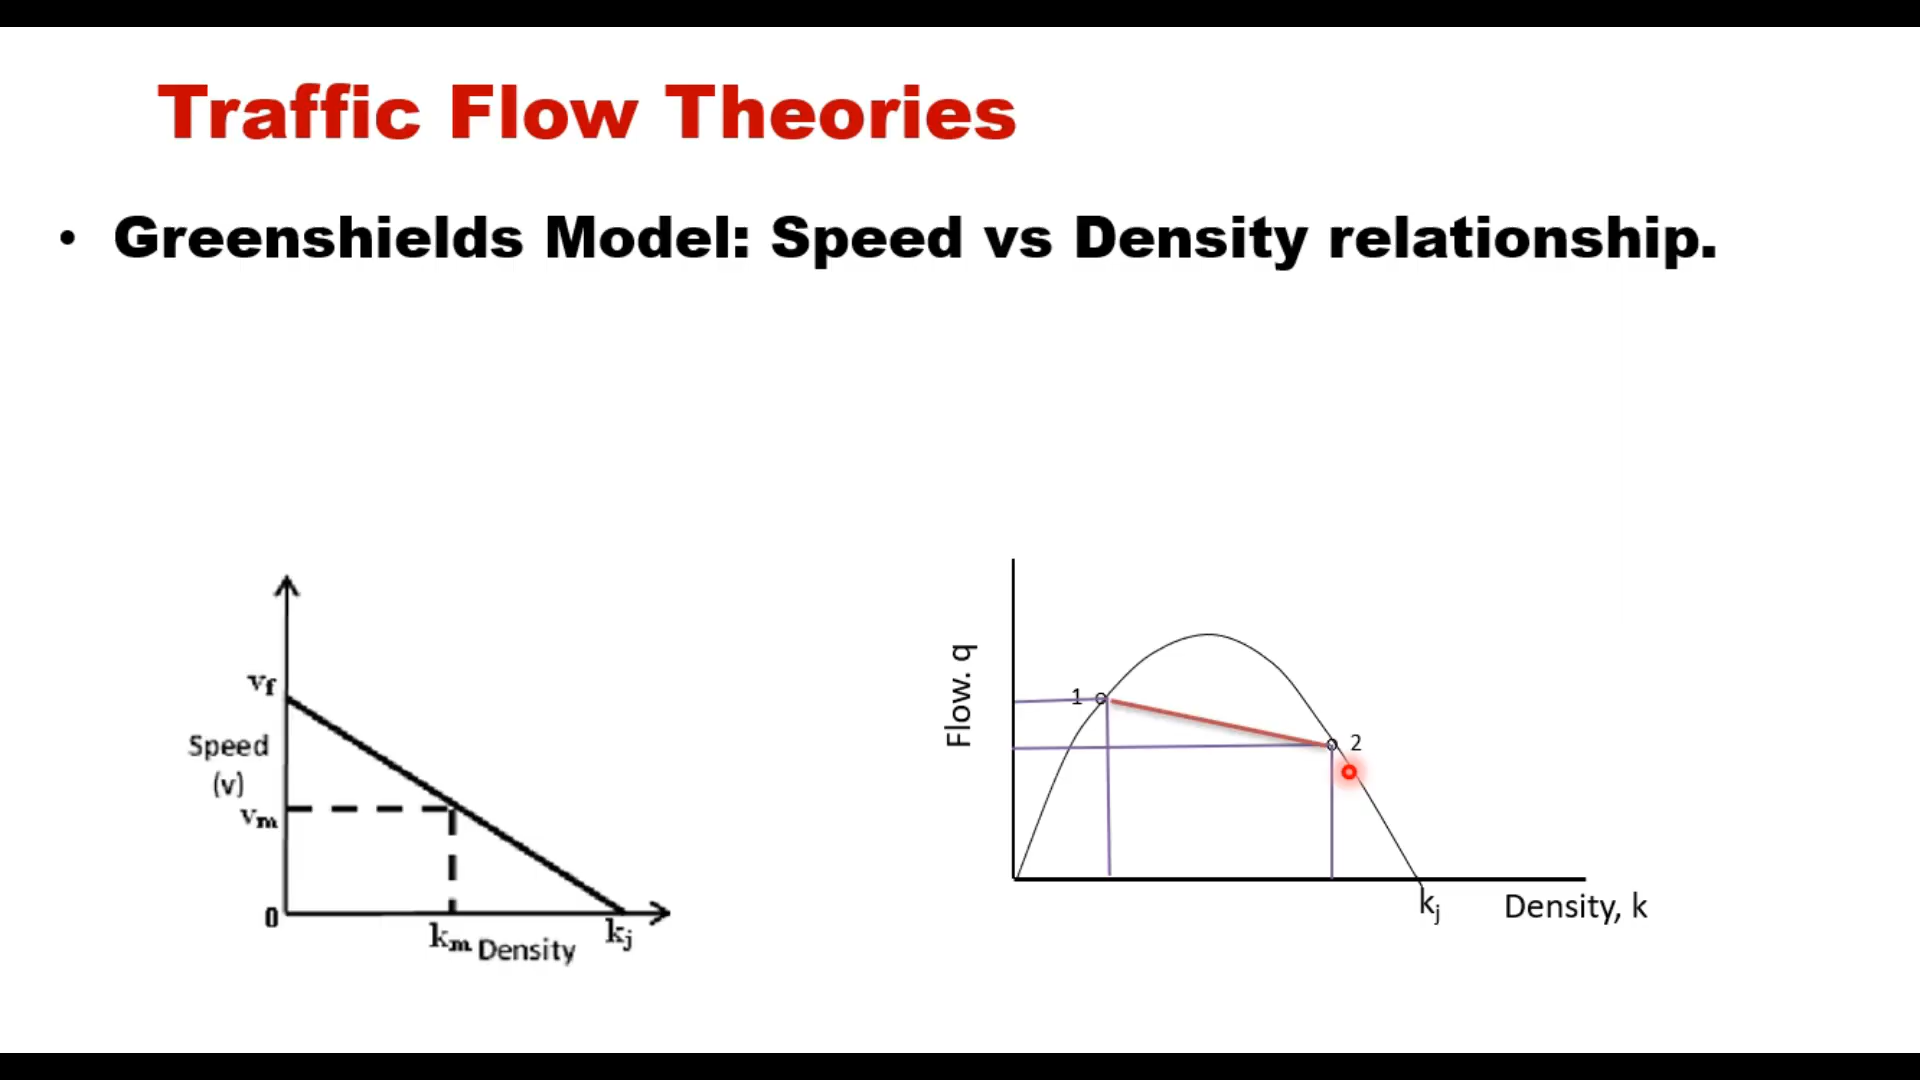 Traffic Flow Theories
• Greenshields Model: Speed vs Density relationship.
vf
Speed
(v)
vm
0
km Density
kj
Flow. q
1
2
kj
Density, k